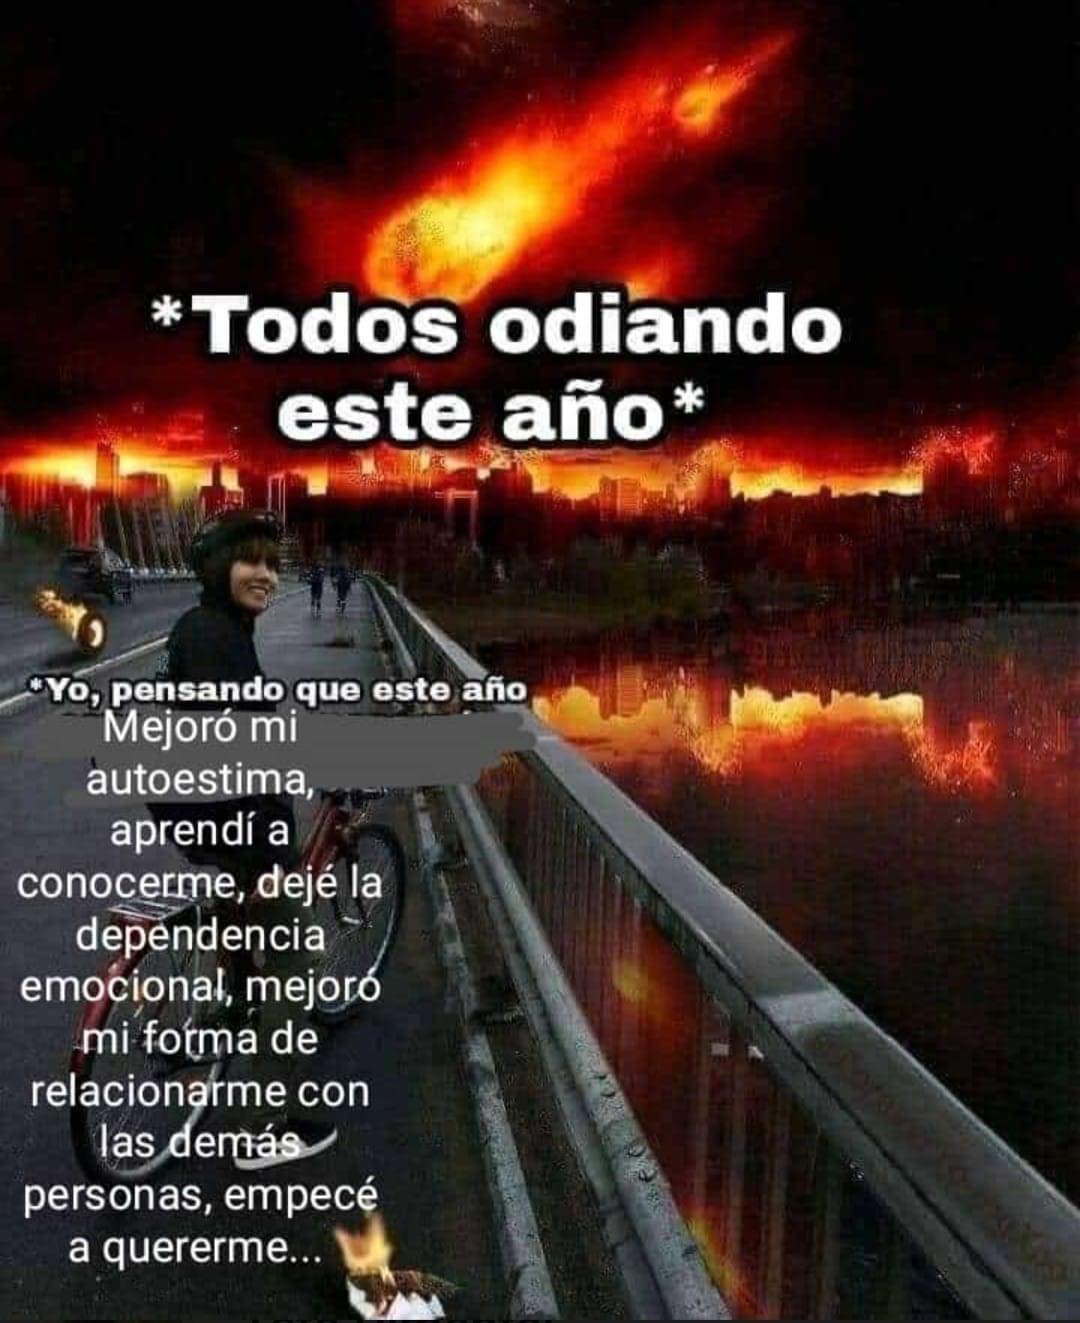 *Todos odiando
este año*
*Yo, pensando que este año
Mejoró mi
autoestima,
aprendí a
conocerme, dejé la
dependencia
emocional, mejoró
mi forma de
relacionarme con
las demás
personas, empecé
a quererme...